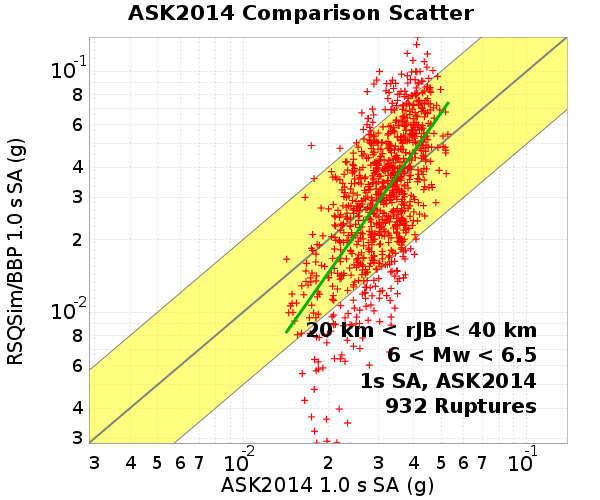 ASK2014 Comparison Scatter
RSQSim/BBP 1.0 s SA (g)
10-1
8
6
4
3
2
10-2
8
6
4
3
20 km < rJB < 40 km
6 < Mw < 6.5
1s SA, ASK2014
932 Ruptures
3 4 5 6 7 10-2 2 3 4 5 6 7 10-1
ASK2014 1.0 s SA (g)